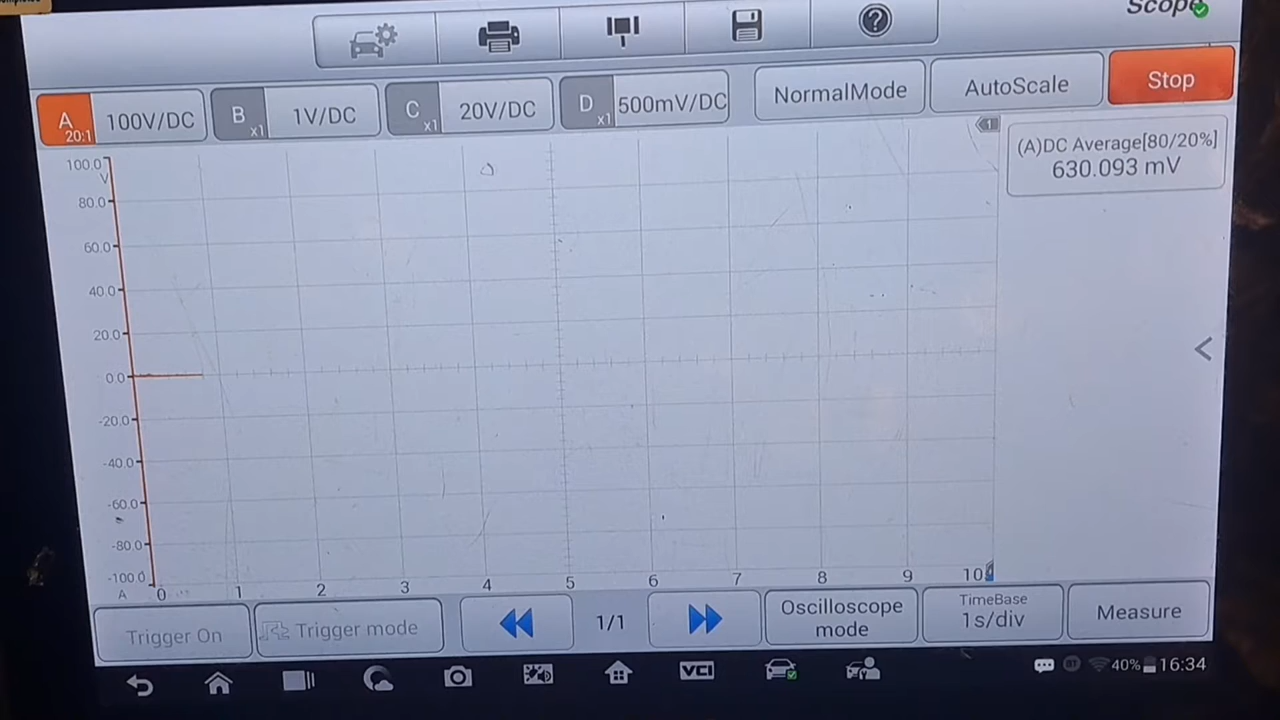 Scope
A 20:1 100V/DC
B x1 1V/DC
C x1 20V/DC
D x1 500mV/DC
NormalMode
AutoScale
Stop
1
(A)DC Average[80/20%]
630.093 mV
100.0
V
80.0
60.0
40.0
20.0
0.0
-20.0
-40.0
-60.0
-80.0
-100.0
A 0 1 2 3 4 5 6 7 8 9 10
<
Trigger On
Trigger mode
1/1
Oscilloscope
mode
TimeBase
1s/div
Measure
VCI
40% 16:34